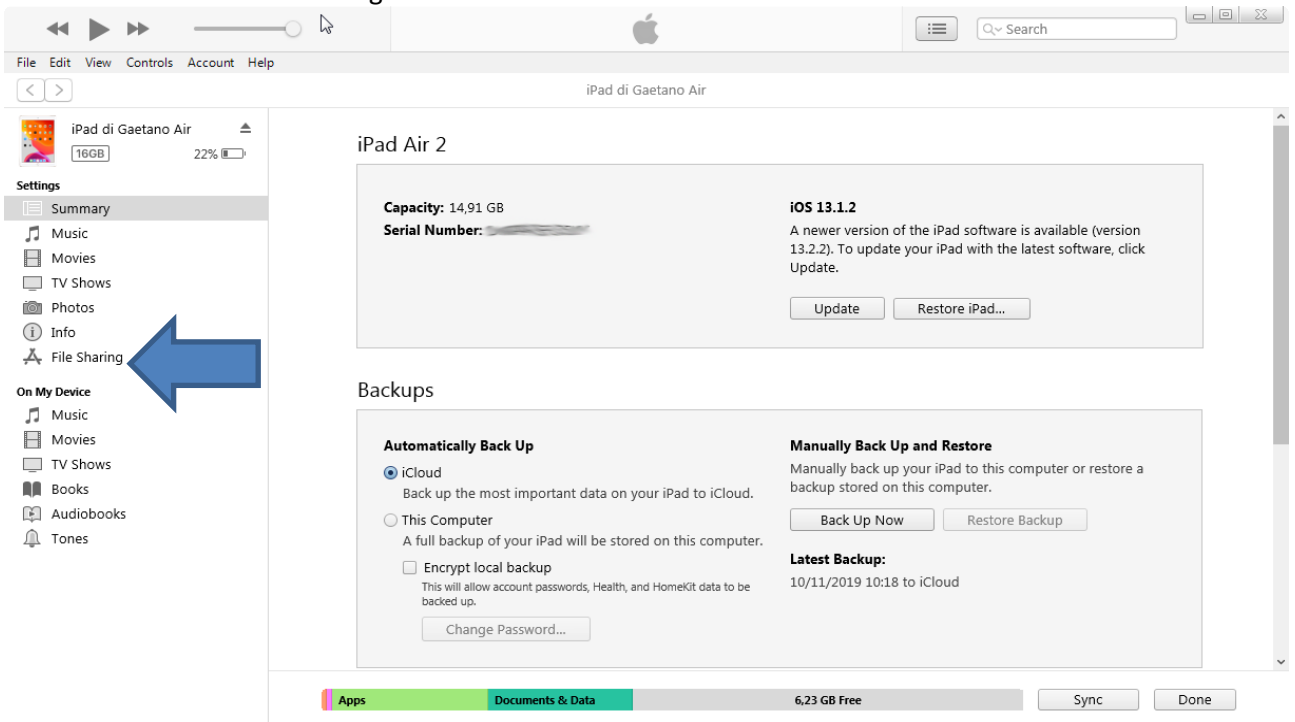 Search
File Edit View Controls Account Help
iPad di Gaetano Air
iPad di Gaetano Air
16GB 22%
Settings
Summary
Music
Movies
TV Shows
Photos
Info
File Sharing
On My Device
Music
Movies
TV Shows
Books
Audiobooks
Tones
iPad Air 2
Capacity: 14,91 GB
Serial Number:
iOS 13.1.2
A newer version of the iPad software is available (version
13.2.2). To update your iPad with the latest software, click
Update.
Update Restore iPad...
Backups
Automatically Back Up
iCloud
Back up the most important data on your iPad to iCloud.
This Computer
A full backup of your iPad will be stored on this computer.
Encrypt local backup
This will allow account passwords, Health, and HomeKit data to be
backed up.
Change Password...
Manually Back Up and Restore
Manually back up your iPad to this computer or restore a
backup stored on this computer.
Back Up Now Restore Backup
Latest Backup:
10/11/2019 10:18 to iCloud
Apps Documents & Data 6,23 GB Free Sync Done